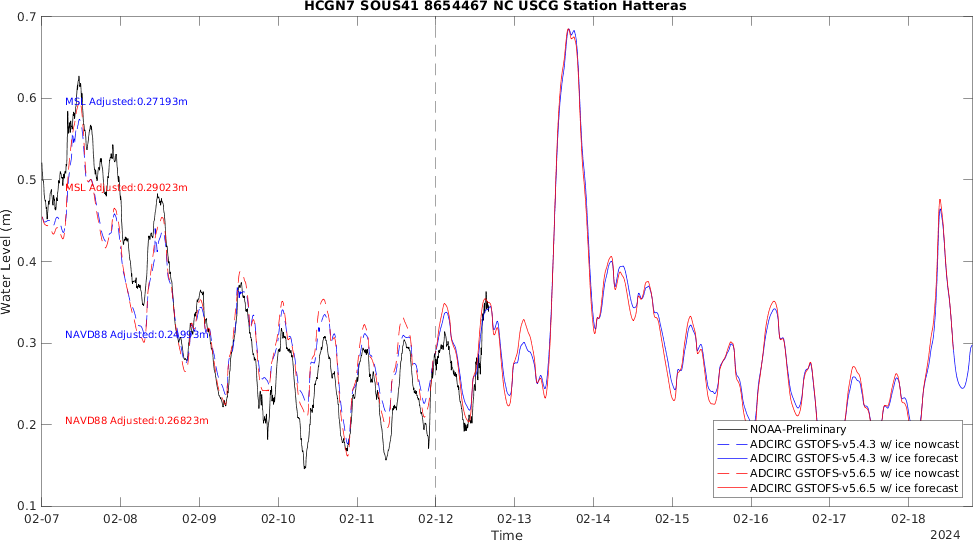 HCGN7 SOUS41 8654467 NC USCG Station Hatteras
0.7
0.6
0.5
0.4
0.3
0.2
0.1
Water Level (m)
MSL Adjusted:0.27193m
MSL Adjusted:0.29023m
NAVD88 Adjusted:0.24993m
NAVD88 Adjusted:0.26823m
NOAA-Preliminary
ADCIRC GSTOFS-v5.4.3 w/ ice nowcast
ADCIRC GSTOFS-v5.4.3 w/ ice forecast
ADCIRC GSTOFS-v5.6.5 w/ ice nowcast
ADCIRC GSTOFS-v5.6.5 w/ ice forecast
02-07 02-08 02-09 02-10 02-11 02-12 02-13 02-14 02-15 02-16 02-17 02-18
Time
2024